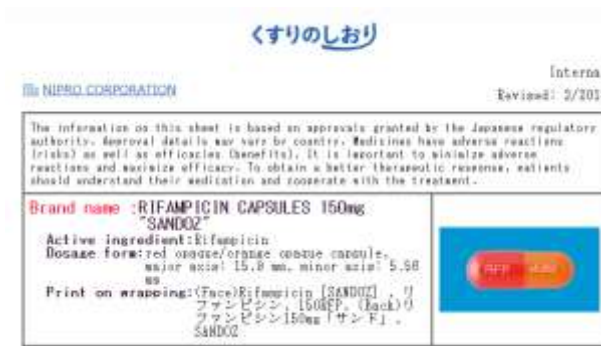 くすりのしおり
Interna
NIPRO CORPORATION
Revised: 2/201
The information on this sheet is based on approvals granted by the Japanese regulatory
authority. Approval details may vary by country. Medicines have adverse reactions
(risks) as well as efficacies (benefits). It is important to minimize adverse
reactions and maximize efficacy. To obtain a better therapeutic response, patients
should understand their medication and cooperate with the treatment.
Brand name :RIFAMPICIN CAPSULES 150mg
"SANDOZ"
Active ingredient:Rifampicin
Dosage form:red opaque/orange opaque capsule,
major axis: 15.8 mm, minor axis: 5.58
mm
Print on wrapping:(Face)Rifampicin [SANDOZ] , リ
ファンピシン, 150RFP, (Back)リ
ファンピシン150mg「サンド」,
SANDOZ
RFP